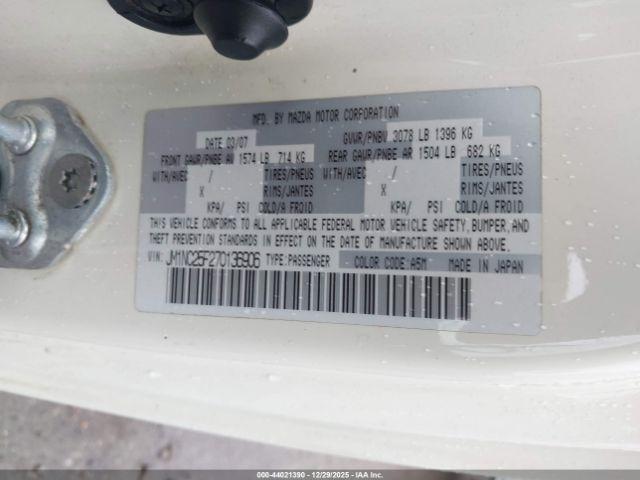 MFD. BY MAZDA MOTOR CORPORATION
DATE 03/07 GVWR/PNBV 3078 LB 1396 KG
FRONT GAWR/PNBE AV 1574 LB 714 KG REAR GAWR/PNBE AR 1504 LB 682 KG
WITH/AVEC / TIRES/PNEUS WITH/AVEC / TIRES/PNEUS
X RIMS/JANTES X RIMS/JANTES
KPA/ PSI COLD/A FROID KPA/ PSI COLD/A FROID
THIS VEHICLE CONFORMS TO ALL APPLICABLE FEDERAL MOTOR VEHICLE SAFETY, BUMPER, AND
THEFT PREVENTION STANDARDS IN EFFECT ON THE DATE OF MANUFACTURE SHOWN ABOVE.
VIN: JM1NC25F270136906 TYPE:PASSENGER COLOR CODE:A5M MADE IN JAPAN
000-44021390 | 12/29/2025 | IAAI.COM